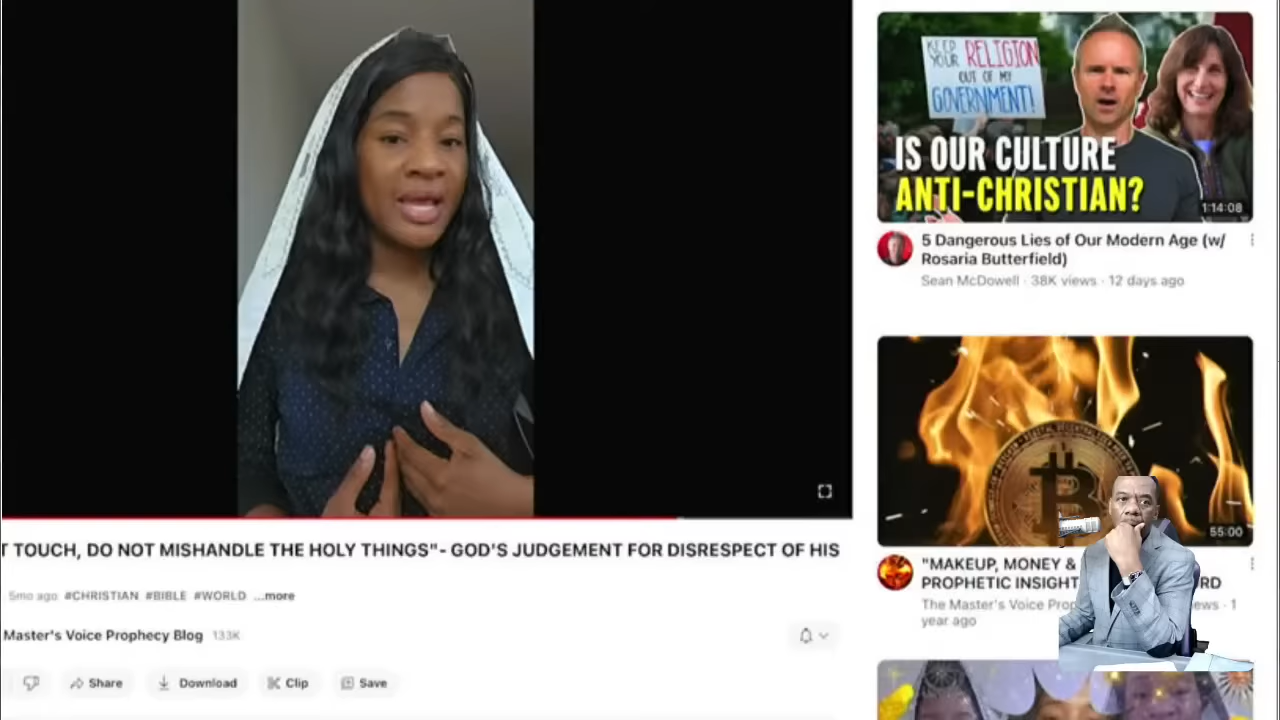 T TOUCH, DO NOT MISHANDLE THE HOLY THINGS"- GOD'S JUDGEMENT FOR DISRESPECT OF HIS
5mo ago #CHRISTIAN #BIBLE #WORLD ...more
Master's Voice Prophecy Blog 133K
Share Download Clip Save
KEEP
YOUR RELIGION
OUT OF MY
GOVERNMENT!
IS OUR CULTURE
ANTI-CHRISTIAN?
1:14:08
5 Dangerous Lies of Our Modern Age (w/
Rosaria Butterfield)
Sean McDowell · 38K views · 12 days ago
55:00
"MAKEUP, MONEY &
PROPHETIC INSIGHT
The Master's Voice
year ago